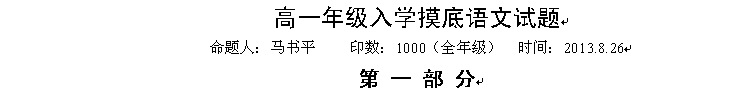 高一年级入学摸底语文试题
命题人：马书平 印数：1000（全年级） 时间：2013.8.26
第 一 部 分